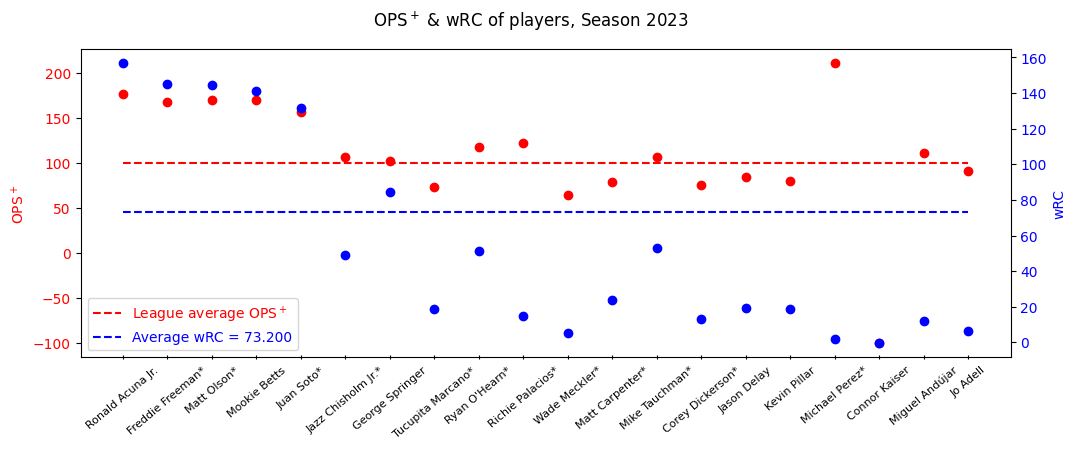 OPS+ & wRC of players, Season 2023
200
150
100
50
0
−50
−100
OPS+
160
140
120
100
80
60
40
20
0
wRC
League average OPS+
Average wRC = 73.200
Ronald Acuna Jr.
Freddie Freeman*
Matt Olson*
Mookie Betts
Juan Soto*
Jazz Chisholm Jr.*
George Springer
Tucupita Marcano*
Ryan O'Hearn*
Richie Palacios*
Wade Meckler*
Matt Carpenter*
Mike Tauchman*
Corey Dickerson*
Jason Delay
Kevin Pillar
Michael Perez*
Connor Kaiser
Miguel Andújar
Jo Adell